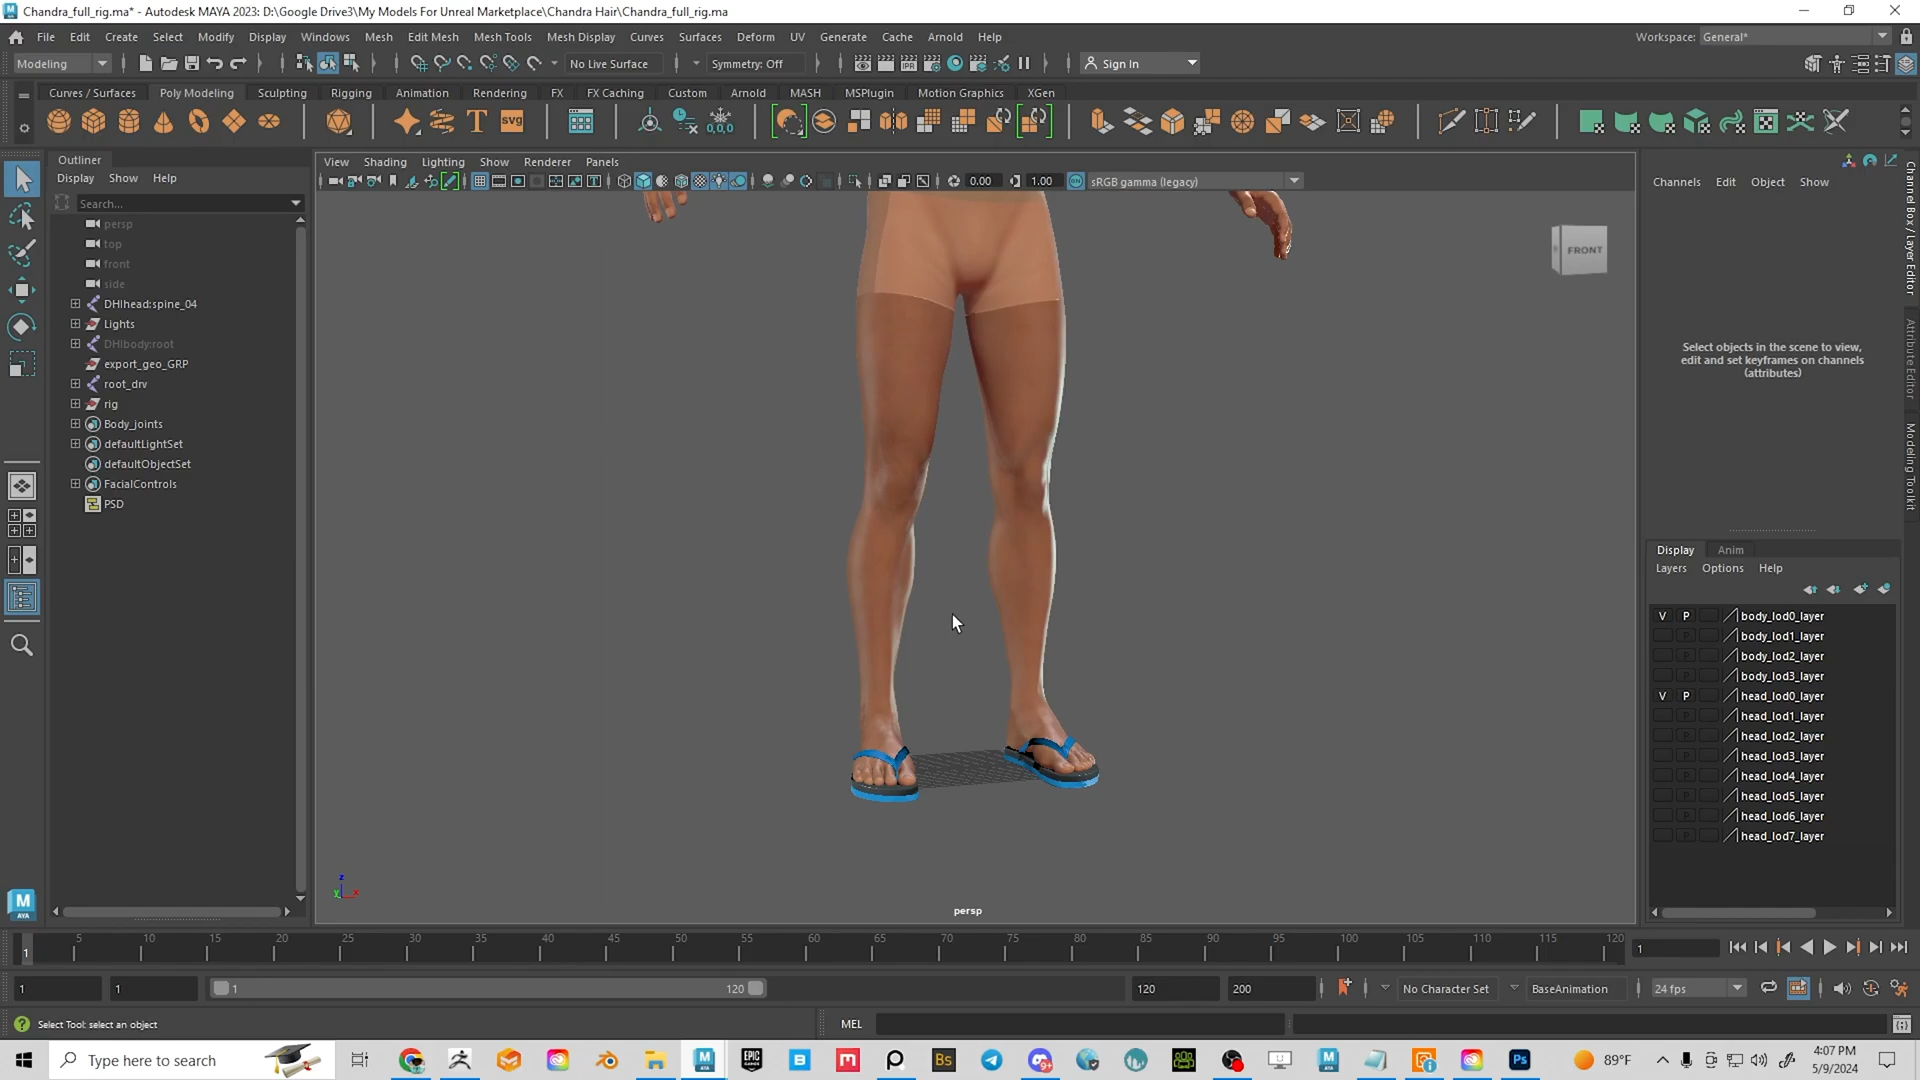 Chandra_full_rig.ma* - Autodesk MAYA 2023: D:\Google Drive3\My Models For Unreal Marketplace\Chandra Hair\Chandra_full_rig.ma
File Edit Create Select Modify Display Windows Mesh Edit Mesh Mesh Tools Mesh Display Curves Surfaces Deform UV Generate Cache Arnold Help
Workspace: General*
Modeling
No Live Surface
Symmetry: Off
Sign In
Curves / Surfaces Poly Modeling Sculpting Rigging Animation Rendering FX FX Caching Custom Arnold MASH MSPlugin Motion Graphics XGen
Outliner
Display Show Help
Search...
persp
top
front
side
DHIhead:spine_04
Lights
DHIbody:root
export_geo_GRP
root_drv
rig
Body_joints
defaultLightSet
defaultObjectSet
FacialControls
PSD
View Shading Lighting Show Renderer Panels
0.00
1.00
sRGB gamma (legacy)
FRONT
persp
Channels Edit Object Show
Select objects in the scene to view,
edit and set keyframes on channels
(attributes)
Channel Box / Layer Editor
Attribute Editor
Modeling Toolkit
Display Anim
Layers Options Help
V P body_lod0_layer
P body_lod1_layer
P body_lod2_layer
P body_lod3_layer
V P head_lod0_layer
P head_lod1_layer
P head_lod2_layer
P head_lod3_layer
P head_lod4_layer
P head_lod5_layer
P head_lod6_layer
P head_lod7_layer
1 5 10 15 20 25 30 35 40 45 50 55 60 65 70 75 80 85 90 95 100 105 110 115 120
1
1 1 1 120 120 200 No Character Set BaseAnimation 24 fps
Select Tool: select an object
MEL
Type here to search
89°F
4:07 PM
5/9/2024